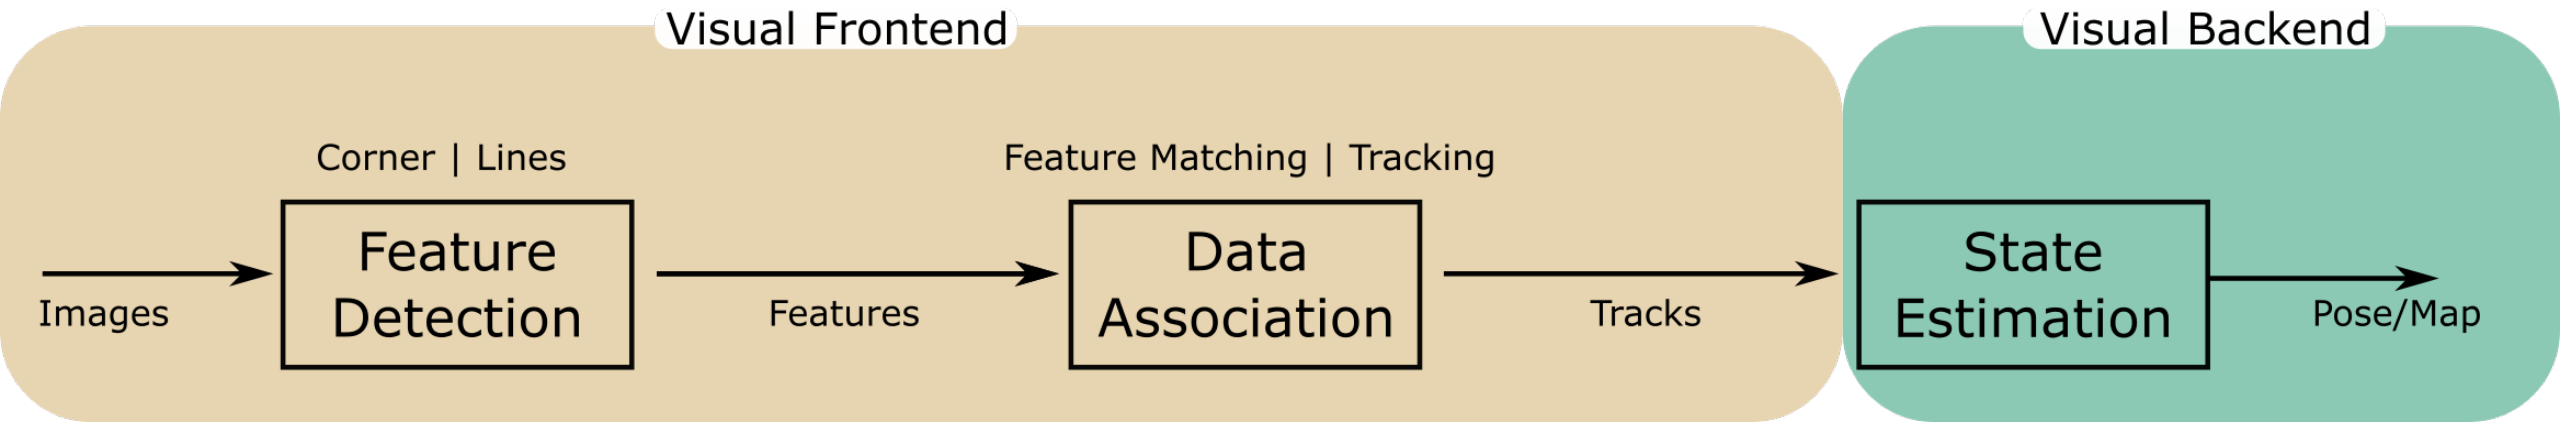 Visual Frontend
Visual Backend
Corner | Lines
Feature Matching | Tracking
Images
Feature
Detection
Features
Data
Association
Tracks
State
Estimation
Pose/Map